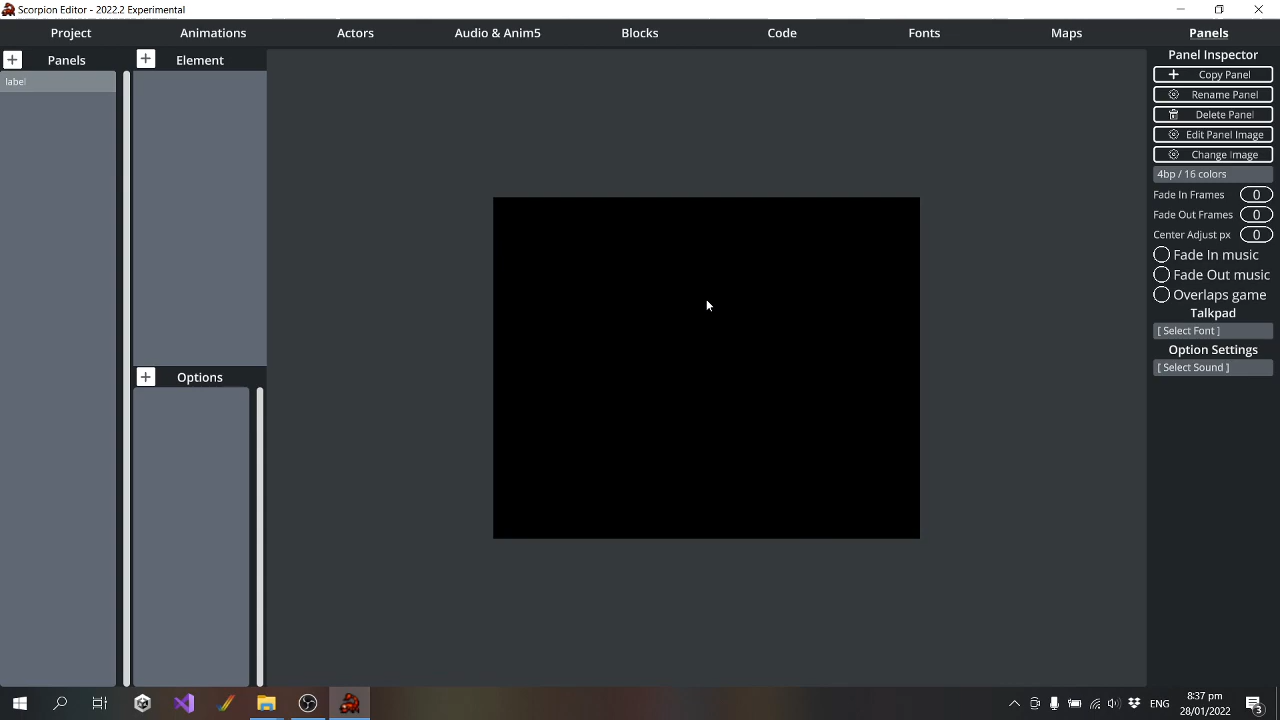 Scorpion Editor - 2022.2 Experimental
Project Animations Actors Audio & Anim5 Blocks Code Fonts Maps Panels
+ Panels
label
+ Element
+ Options
Panel Inspector
Copy Panel
Rename Panel
Delete Panel
Edit Panel Image
Change Image
4bp / 16 colors
Fade In Frames 0
Fade Out Frames 0
Center Adjust px 0
Fade In music
Fade Out music
Overlaps game
Talkpad
[ Select Font ]
Option Settings
[ Select Sound ]
ENG
8:37 pm
28/01/2022
3